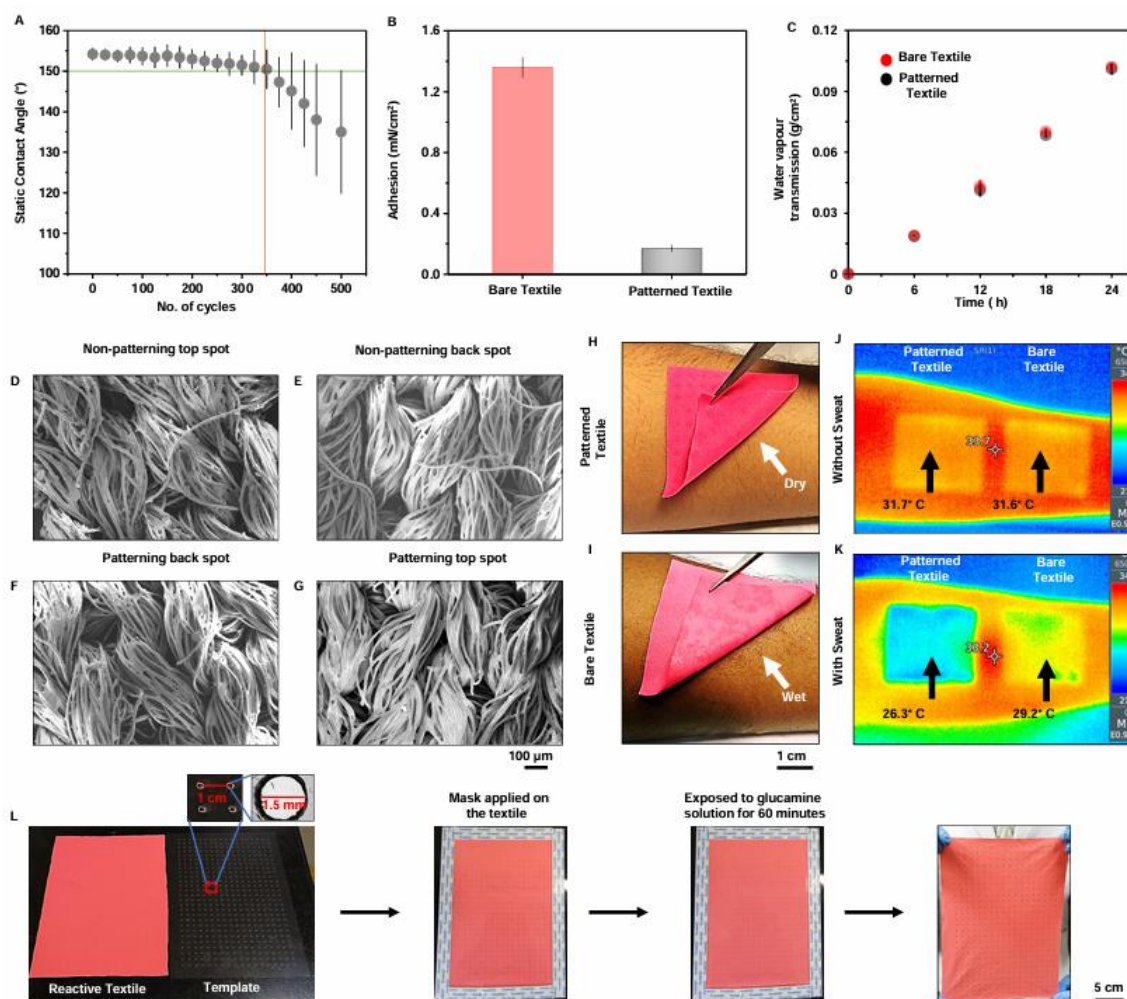 A
160
150
140
130
120
110
100
Static Contact Angle (°)
0
100
200
300
400
500
No. of cycles
B
1.6
1.2
0.8
0.4
0.0
Adhesion (mN/cm²)
Bare Textile
Patterned Textile
C
Bare Textile
Patterned
Textile
0.12
0.09
0.06
0.03
0
Water vapour
transmission (g/cm²)
0
6
12
18
24
Time ( h)
Non-patterning top spot
Non-patterning back spot
D
E
Patterning back spot
Patterning top spot
F
G
100 µm
H
Patterned
Textile
Dry
I
Bare Textile
Wet
1 cm
J
Without Sweat
Patterned
Textile
Bare
Textile
33.7
31.7° C
31.6° C
K
With Sweat
Patterned
Textile
Bare
Textile
33.2
26.3° C
29.2° C
L
1 cm
1.5 mm
Reactive Textile
Template
Mask applied on
the textile
Exposed to glucamine
solution for 60 minutes
5 cm